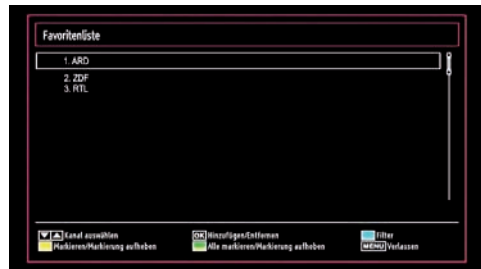 Favoritenliste
1. ARD
2. ZDF
3. RTL
Kanal auswählen OK Hinzufügen/Entfernen Filter
Markieren/Markierung aufheben Alle markieren/Markierung aufheben MENU Verlassen